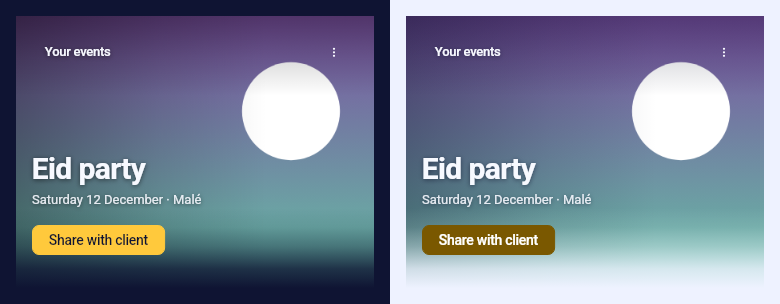 Your events
Eid party
Saturday 12 December · Malé
Share with client
Your events
Eid party
Saturday 12 December · Malé
Share with client